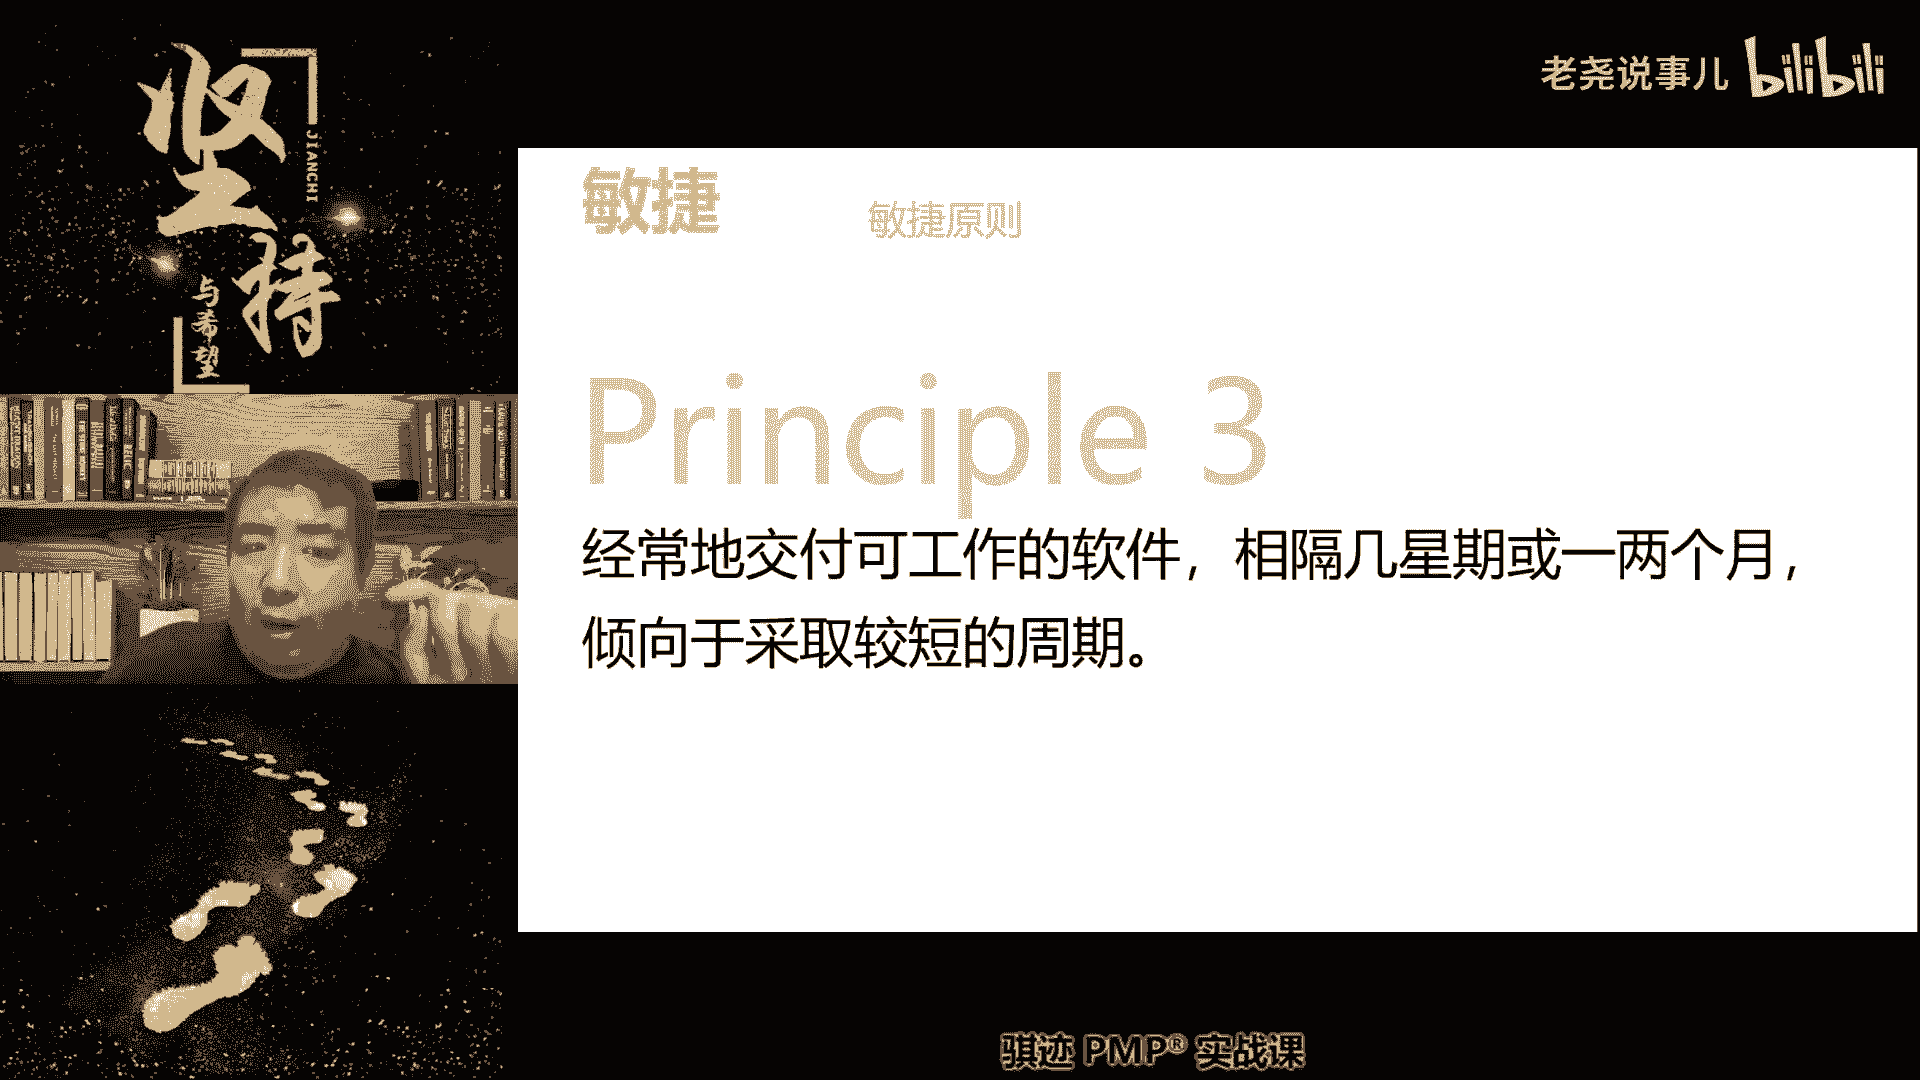 坚持
JIANCHI
与希望
老尧说事儿 bilibili
敏捷
敏捷原则
Principle 3
经常地交付可工作的软件，相隔几星期或一两个月，
倾向于采取较短的周期。
骐迹 PMP® 实战课